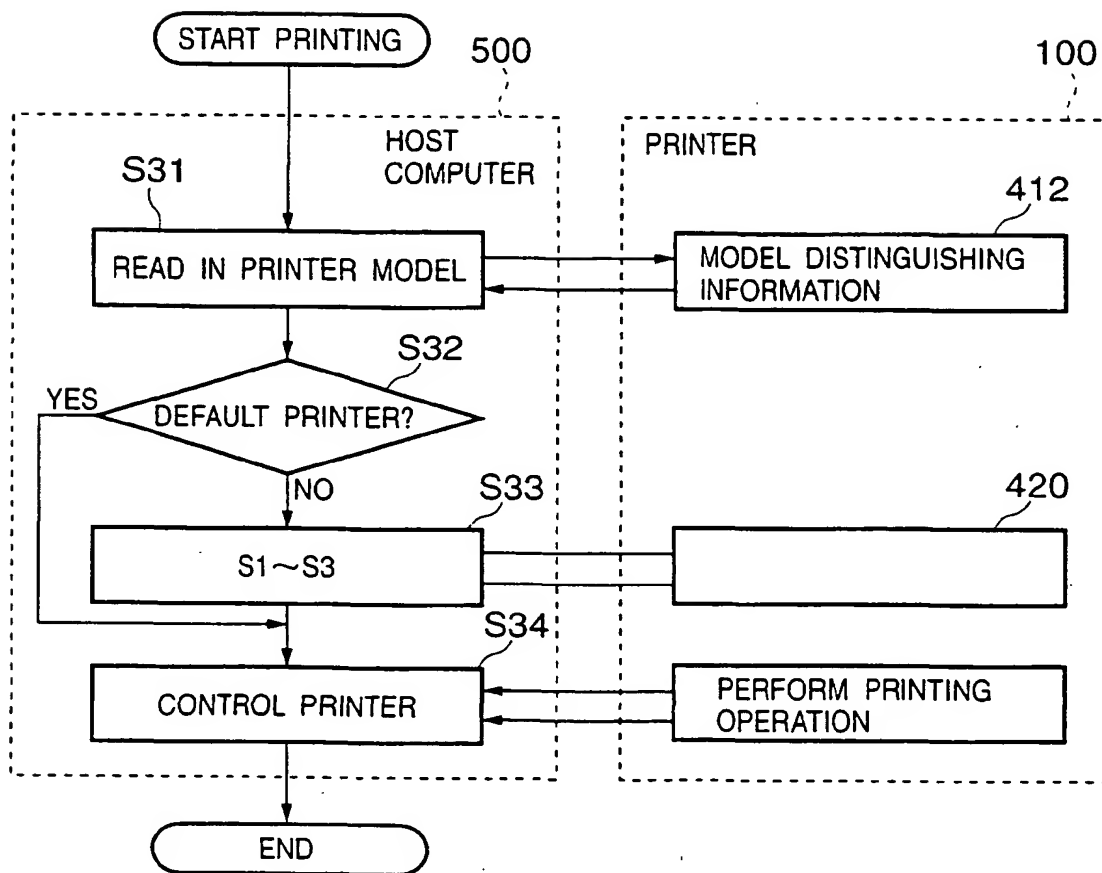 START PRINTING
500
100
HOST
COMPUTER
PRINTER
S31
412
READ IN PRINTER MODEL
MODEL DISTINGUISHING
INFORMATION
S32
YES
DEFAULT PRINTER?
NO
S33
420
S1～S3
S34
CONTROL PRINTER
PERFORM PRINTING
OPERATION
END